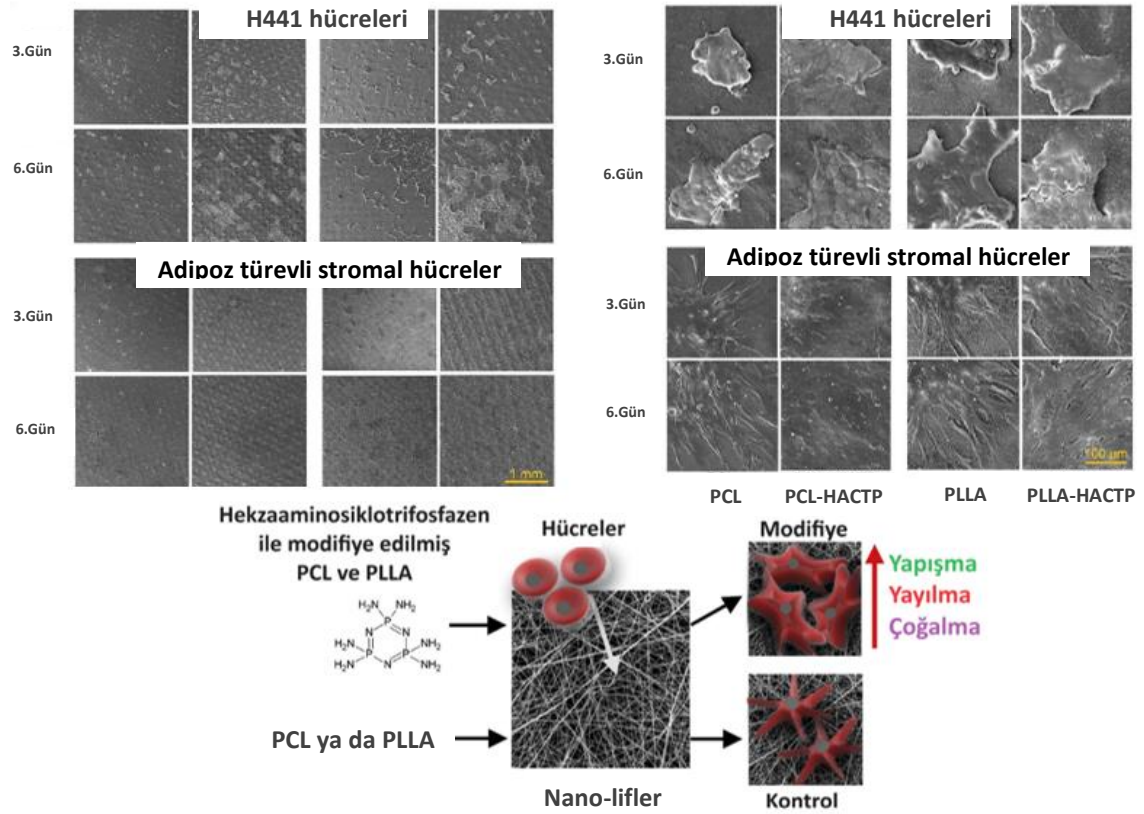 H441 hücreleri
3.Gün
6.Gün
Adipoz türevli stromal hücreler
3.Gün
6.Gün
1 mm
H441 hücreleri
3.Gün
6.Gün
Adipoz türevli stromal hücreler
3.Gün
6.Gün
100 µm
PCL PCL-HACTP PLLA PLLA-HACTP
Hekzaaminosiklotrifosfazen
ile modifiye edilmiş
PCL ve PLLA
H₂N NH₂
P
N N
H₂N P P NH₂
H₂N N NH₂
PCL ya da PLLA
Hücreler
Nano-lifler
Modifiye
Yapışma
Yayılma
Çoğalma
Kontrol